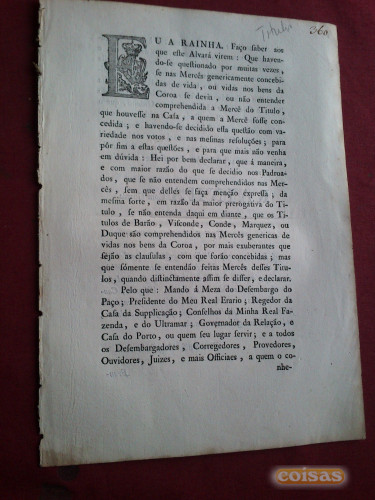 Titulo
360
EU A RAINHA. Faço saber aos
que este Alvará virem : Que haven-
do-se questionado por muitas vezes,
se nas Mercês genericamente concebi-
das de vida, ou vidas nos bens da
Coroa se devia, ou não entender
comprehendida a Mercê do Titulo,
que houvesse na Casa, a quem a Mercê fosse con-
cedida; e havendo-se decidido esta questão com va-
riedade nos votos, e nas mesmas resoluções; para
pôr fim a estas questões, e para que mais não venha
em dúvida : Hei por bem declarar, que á maneira,
e com maior razão do que se decidio nos Padroa-
dos, que se não entendem comprehendidos nas Mer-
cês, sem que delles se faça menção expressa; da
mesma sorte, em razão da maior prerogativa do Ti-
tulo, se não entenda daqui em diante, que os Ti-
tulos de Barão, Visconde, Conde, Marquez, ou
Duque são comprehendidos nas Mercês genericas de
vidas nos bens da Coroa, por mais exuberantes que
sejão as clausulas, com que forão concebidas; mas
que sómente se entendão feitas Mercês desses Titu-
los, quando distinctamente assim se disser, e declarar.
Pelo que : Mando á Meza do Desembargo do
Paço; Presidente do Meu Real Erario; Regedor da
Casa da Supplicação; Conselhos da Minha Real Fa-
zenda, e do Ultramar; Governador da Relação, e
Casa do Porto, ou quem seu lugar servir; e a todos
os Desembargadores, Corregedores, Provedores,
Ouvidores, Juizes, e mais Officiaes, a quem o co-
nhe-
coisas